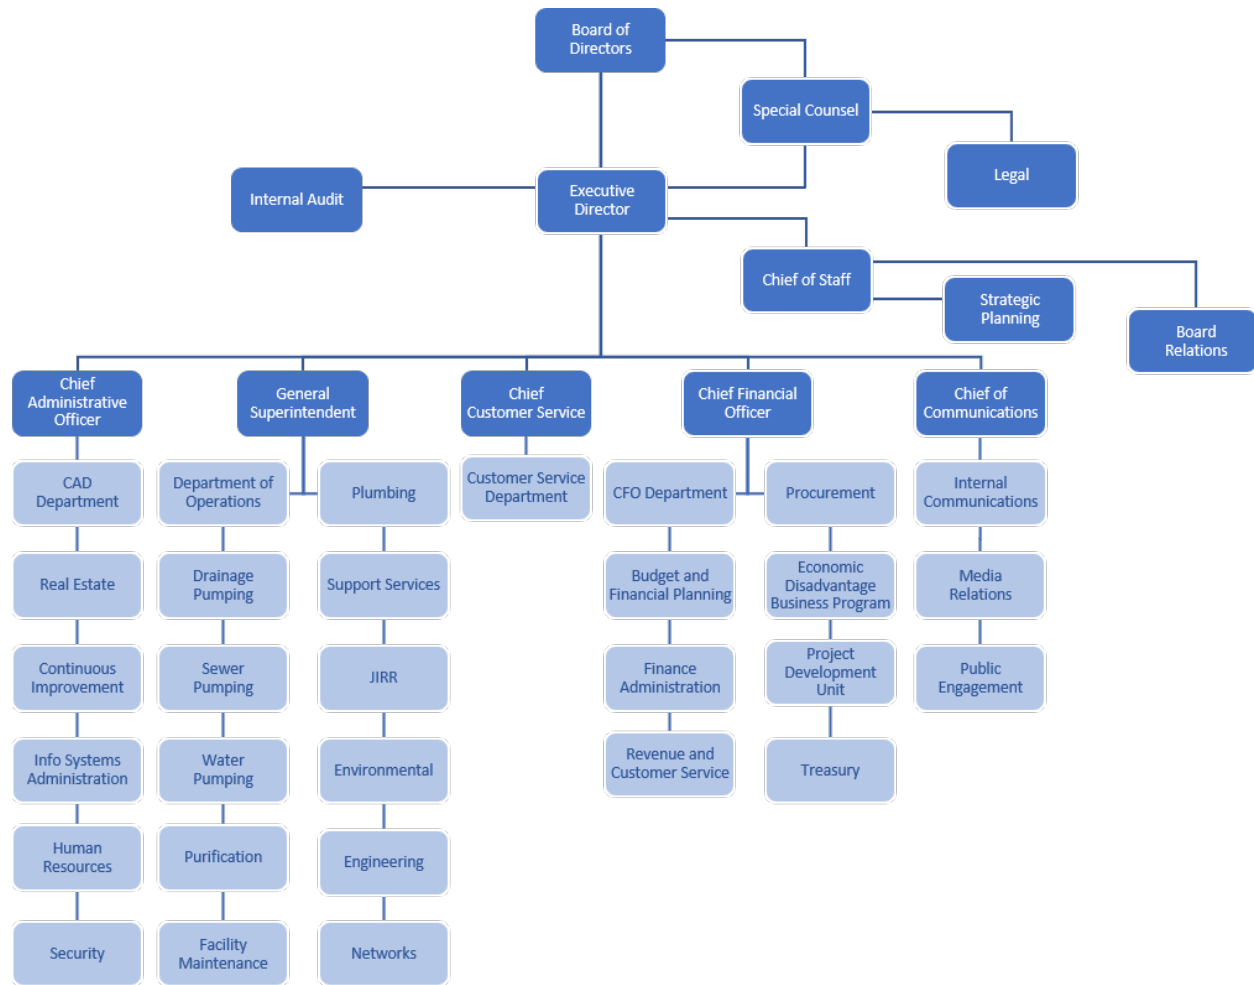 Board of
Directors
Special Counsel
Legal
Internal Audit
Executive
Director
Chief of Staff
Strategic
Planning
Board
Relations
Chief
Administrative
Officer
General
Superintendent
Chief
Customer Service
Chief Financial
Officer
Chief of
Communications
CAD
Department
Department of
Operations
Plumbing
Customer Service
Department
CFO Department
Procurement
Internal
Communications
Real Estate
Drainage
Pumping
Support Services
Budget and
Financial Planning
Economic
Disadvantage
Business Program
Media
Relations
Continuous
Improvement
Sewer
Pumping
JIRR
Finance
Administration
Project
Development
Unit
Public
Engagement
Info Systems
Administration
Water
Pumping
Environmental
Revenue and
Customer Service
Treasury
Human
Resources
Purification
Engineering
Security
Facility
Maintenance
Networks